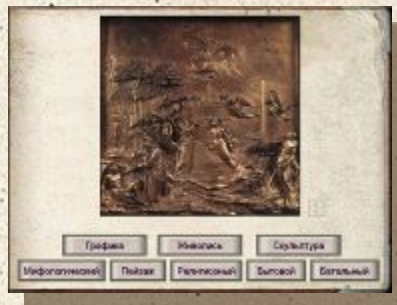 Графика Живопись Скульптура
Мифологический Пейзаж Религиозный Бытовой Батальный